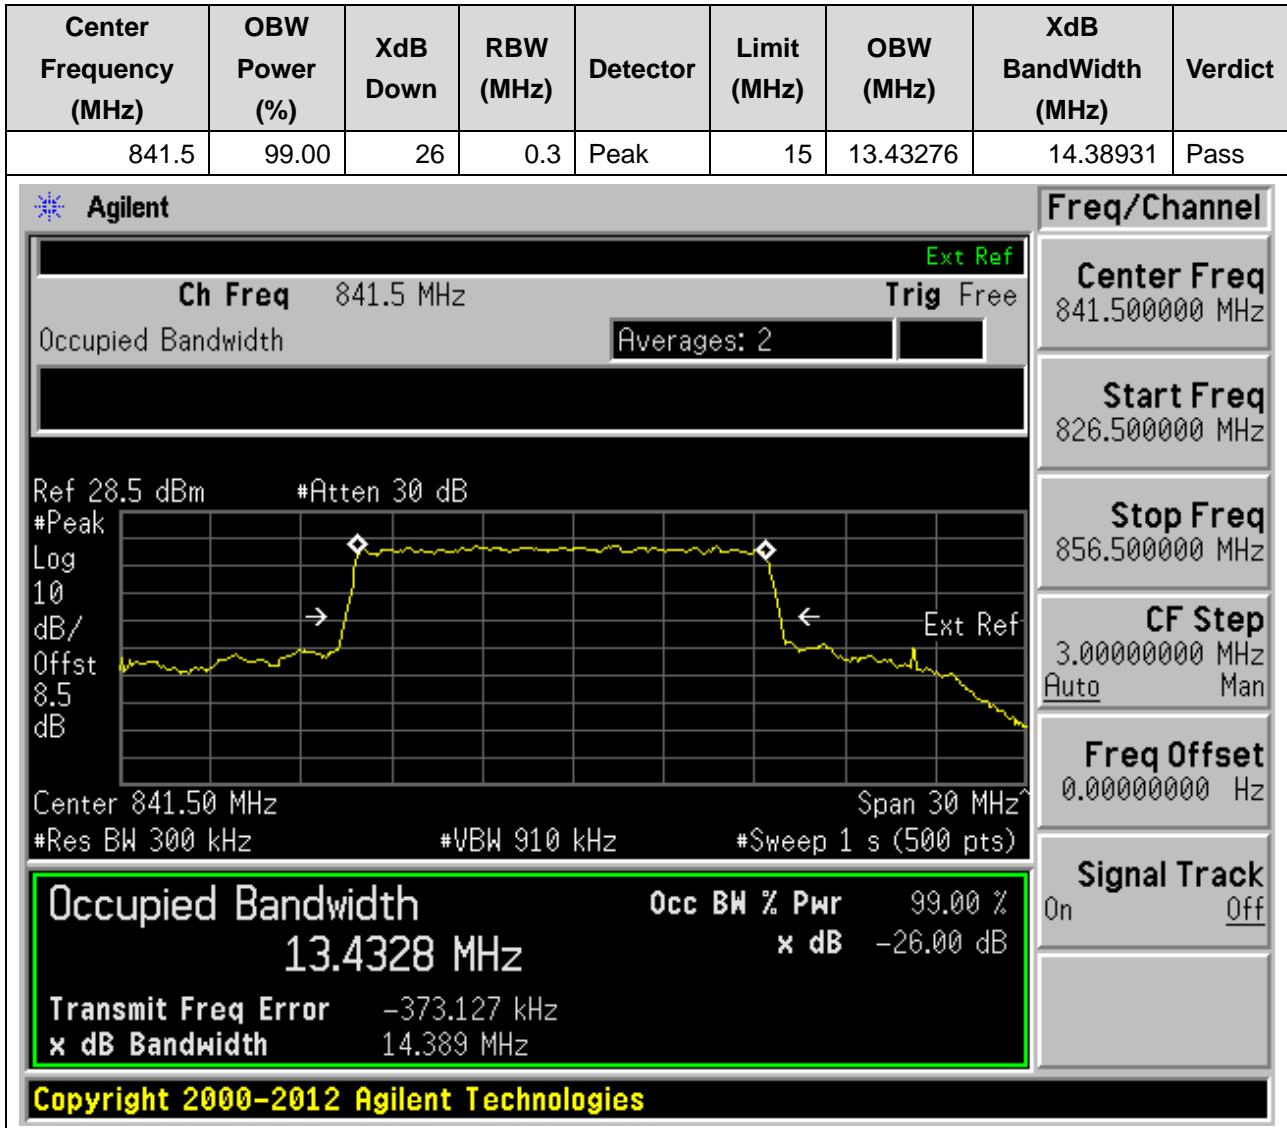 Center Frequency (MHz) OBW Power (%) XdB Down RBW (MHz) Detector Limit (MHz) OBW (MHz) XdB BandWidth (MHz) Verdict
841.5 99.00 26 0.3 Peak 15 13.43276 14.38931 Pass
Agilent
Freq/Channel
Ext Ref
Ch Freq 841.5 MHz Trig Free
Occupied Bandwidth Averages: 2
Center Freq
841.500000 MHz
Start Freq
826.500000 MHz
Stop Freq
856.500000 MHz
CF Step
3.00000000 MHz
Auto Man
Freq Offset
0.00000000 Hz
Signal Track
On Off
Ref 28.5 dBm #Atten 30 dB
#Peak
Log
10
dB/
Offst
8.5
dB
Ext Ref
Center 841.50 MHz Span 30 MHz^
#Res BW 300 kHz #VBW 910 kHz #Sweep 1 s (500 pts)
Occupied Bandwidth
13.4328 MHz
Occ BW % Pwr 99.00 %
x dB -26.00 dB
Transmit Freq Error -373.127 kHz
x dB Bandwidth 14.389 MHz
Copyright 2000-2012 Agilent Technologies